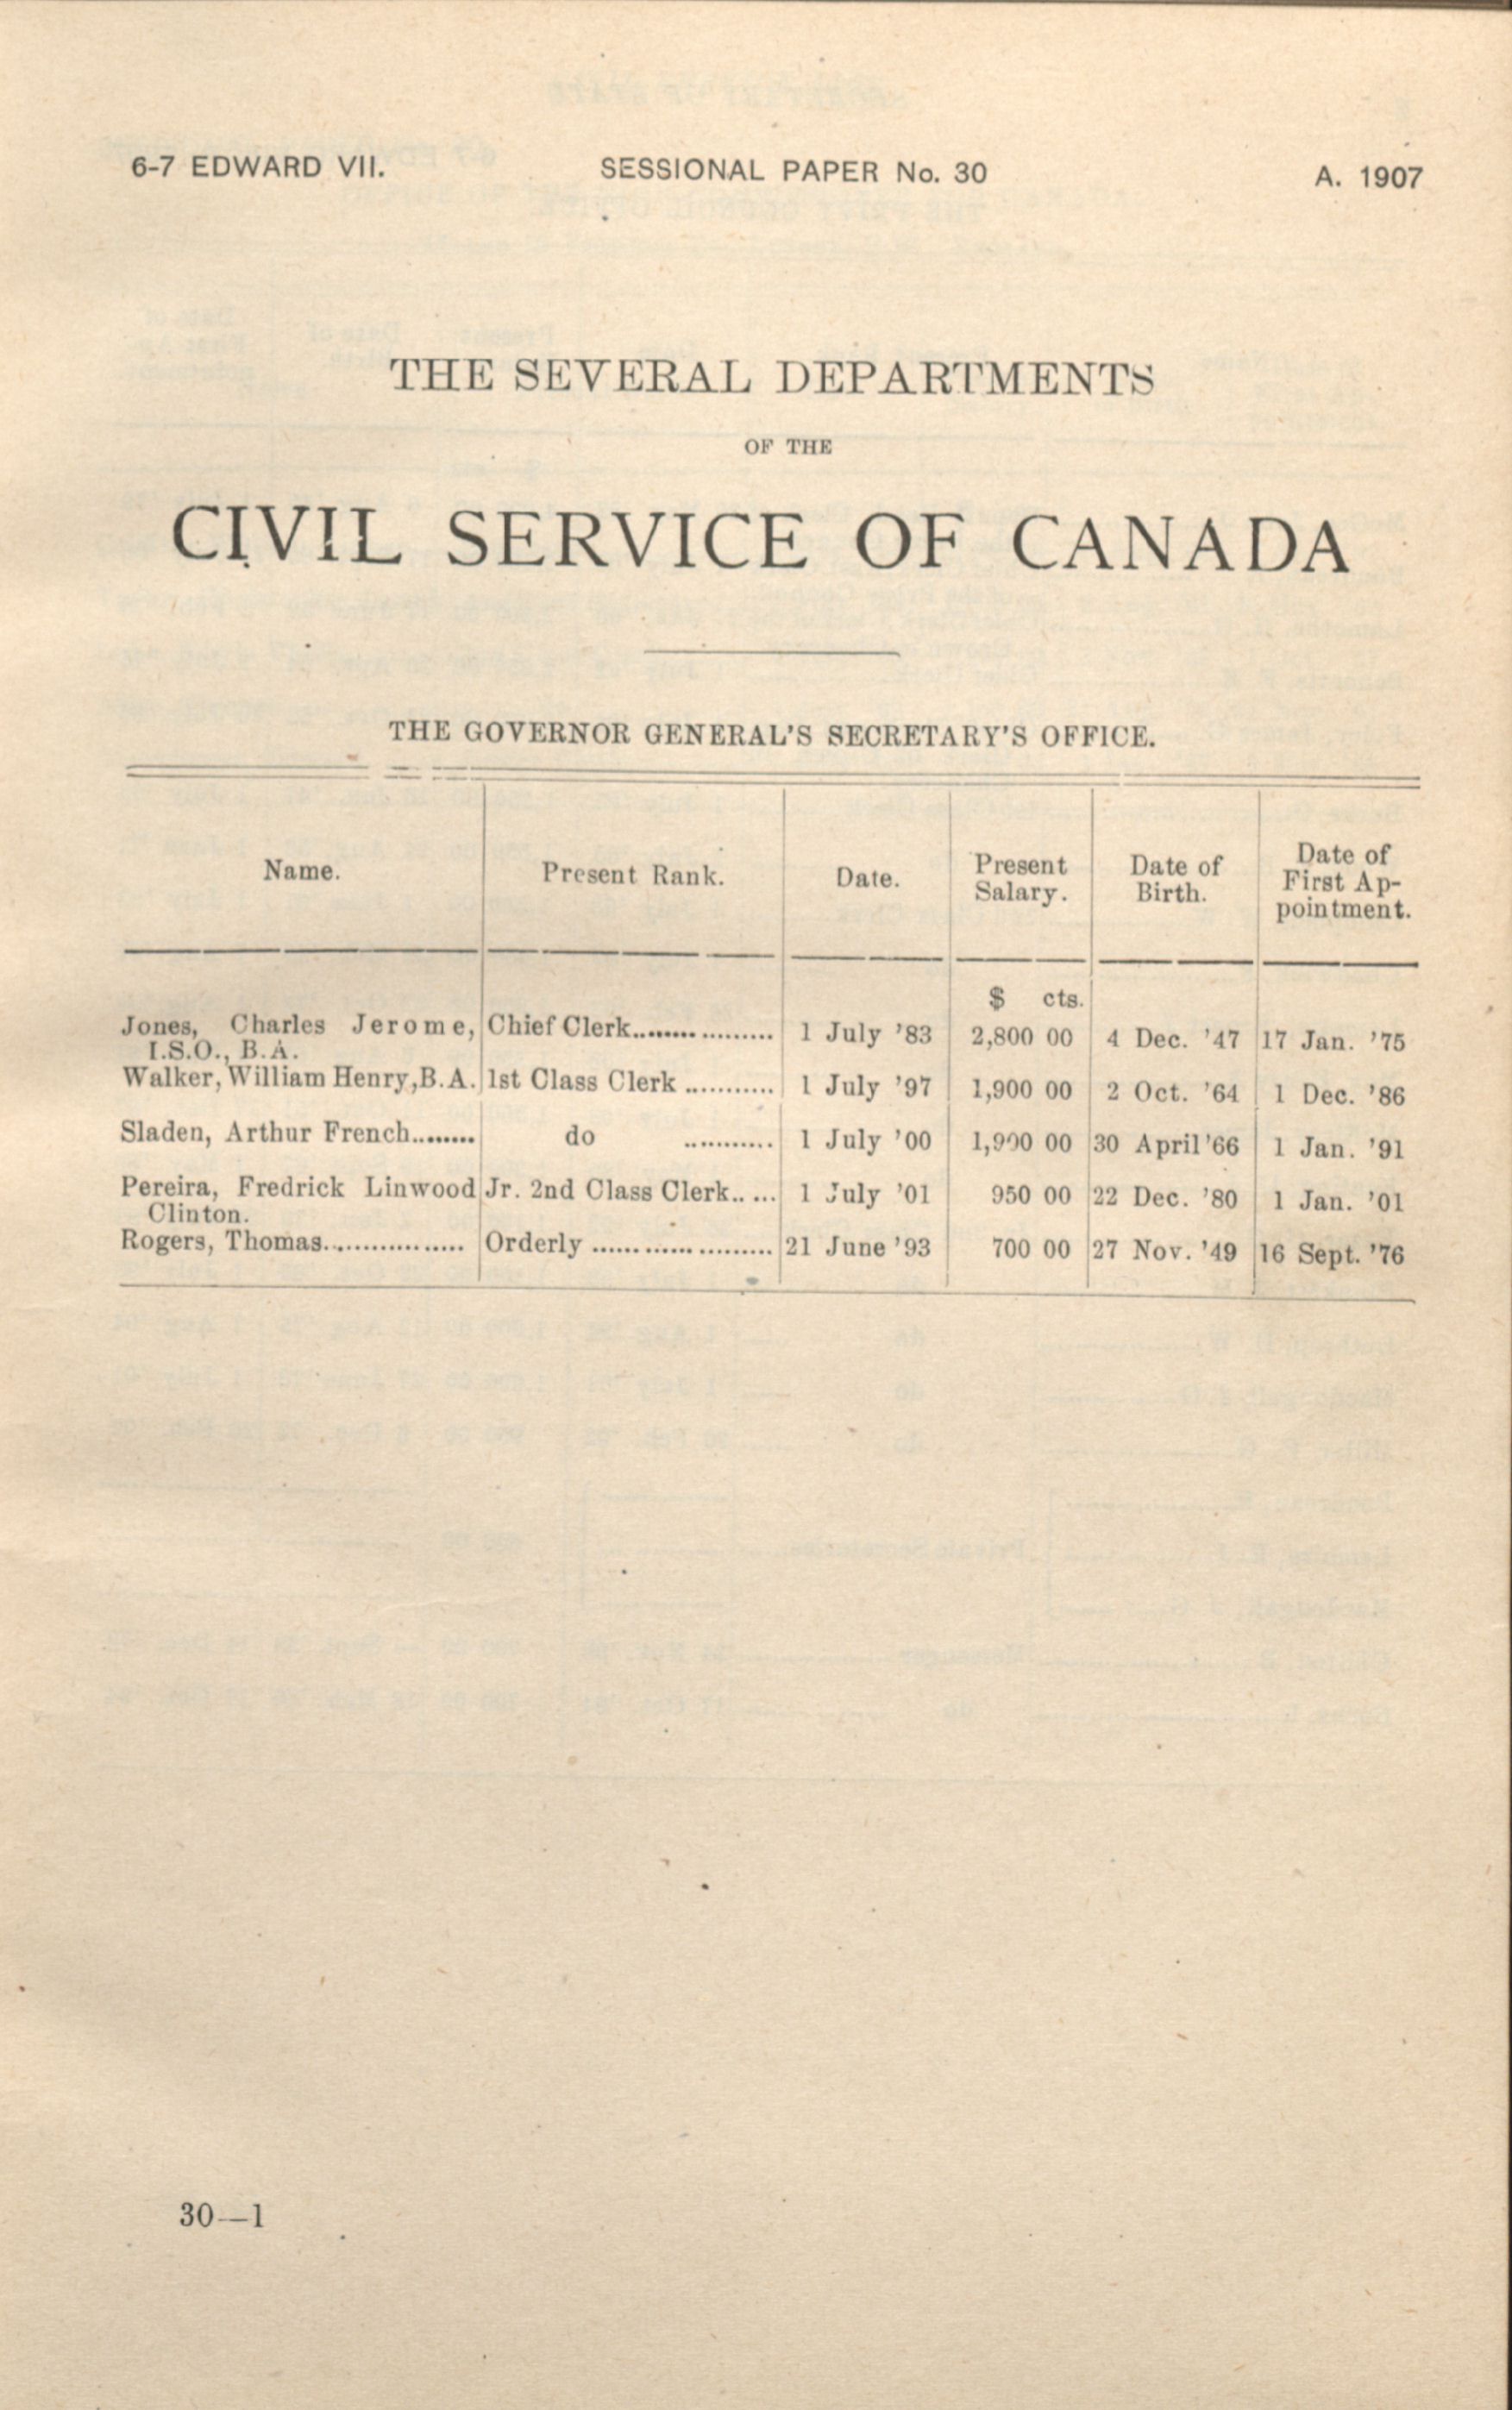 6-7 EDWARD VII. SESSIONAL PAPER No. 30 A. 1907
THE SEVERAL DEPARTMENTS
OF THE
CIVIL SERVICE OF CANADA
THE GOVERNOR GENERAL'S SECRETARY'S OFFICE.
Name. Present Rank. Date. Present Salary. Date of Birth. Date of First Ap-pointment.
$ cts.
Jones, Charles Jerome, Chief Clerk.................. 1 July '83 2,800 00 4 Dec. '47 17 Jan. '75
I.S.O., B.A.
Walker, William Henry, B.A. 1st Class Clerk ........... 1 July '97 1,900 00 2 Oct. '64 1 Dec. '86
Sladen, Arthur French........ do .......... 1 July '00 1,900 00 30 April '66 1 Jan. '91
Pereira, Fredrick Linwood Jr. 2nd Class Clerk.. ... 1 July '01 950 00 22 Dec. '80 1 Jan. '01
Clinton.
Rogers, Thomas................ Orderly ..................... 21 June '93 700 00 27 Nov. '49 16 Sept. '76
30—1